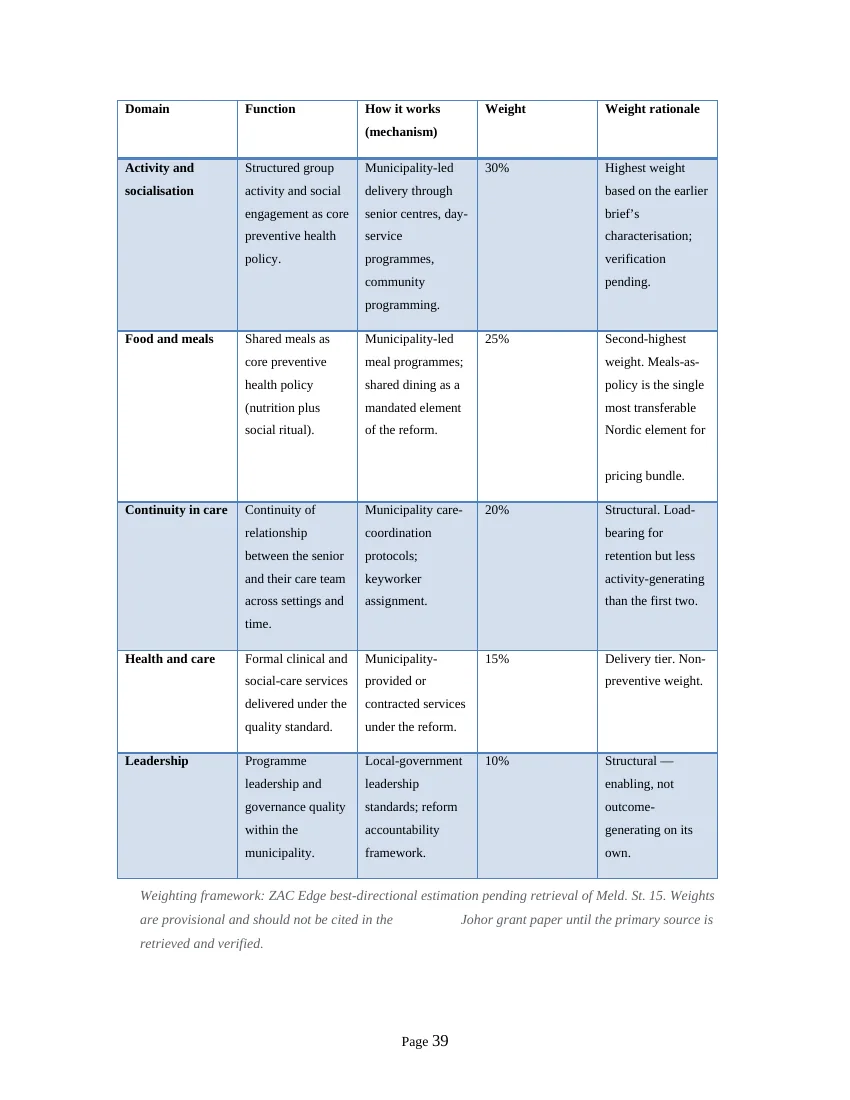 Domain
Function
How it works
(mechanism)
Weight
Weight rationale
Activity and
socialisation
Structured group
activity and social
engagement as core
preventive health
policy.
Municipality-led
delivery through
senior centres, day-
service
programmes,
community
programming.
30%
Highest weight
based on the earlier
brief’s
characterisation;
verification
pending.
Food and meals
Shared meals as
core preventive
health policy
(nutrition plus
social ritual).
Municipality-led
meal programmes;
shared dining as a
mandated element
of the reform.
25%
Second-highest
weight. Meals-as-
policy is the single
most transferable
Nordic element for
pricing bundle.
Continuity in care
Continuity of
relationship
between the senior
and their care team
across settings and
time.
Municipality care-
coordination
protocols;
keyworker
assignment.
20%
Structural. Load-
bearing for
retention but less
activity-generating
than the first two.
Health and care
Formal clinical and
social-care services
delivered under the
quality standard.
Municipality-
provided or
contracted services
under the reform.
15%
Delivery tier. Non-
preventive weight.
Leadership
Programme
leadership and
governance quality
within the
municipality.
Local-government
leadership
standards; reform
accountability
framework.
10%
Structural —
enabling, not
outcome-
generating on its
own.
Weighting framework: ZAC Edge best-directional estimation pending retrieval of Meld. St. 15. Weights
are provisional and should not be cited in the Johor grant paper until the primary source is
retrieved and verified.
Page 39